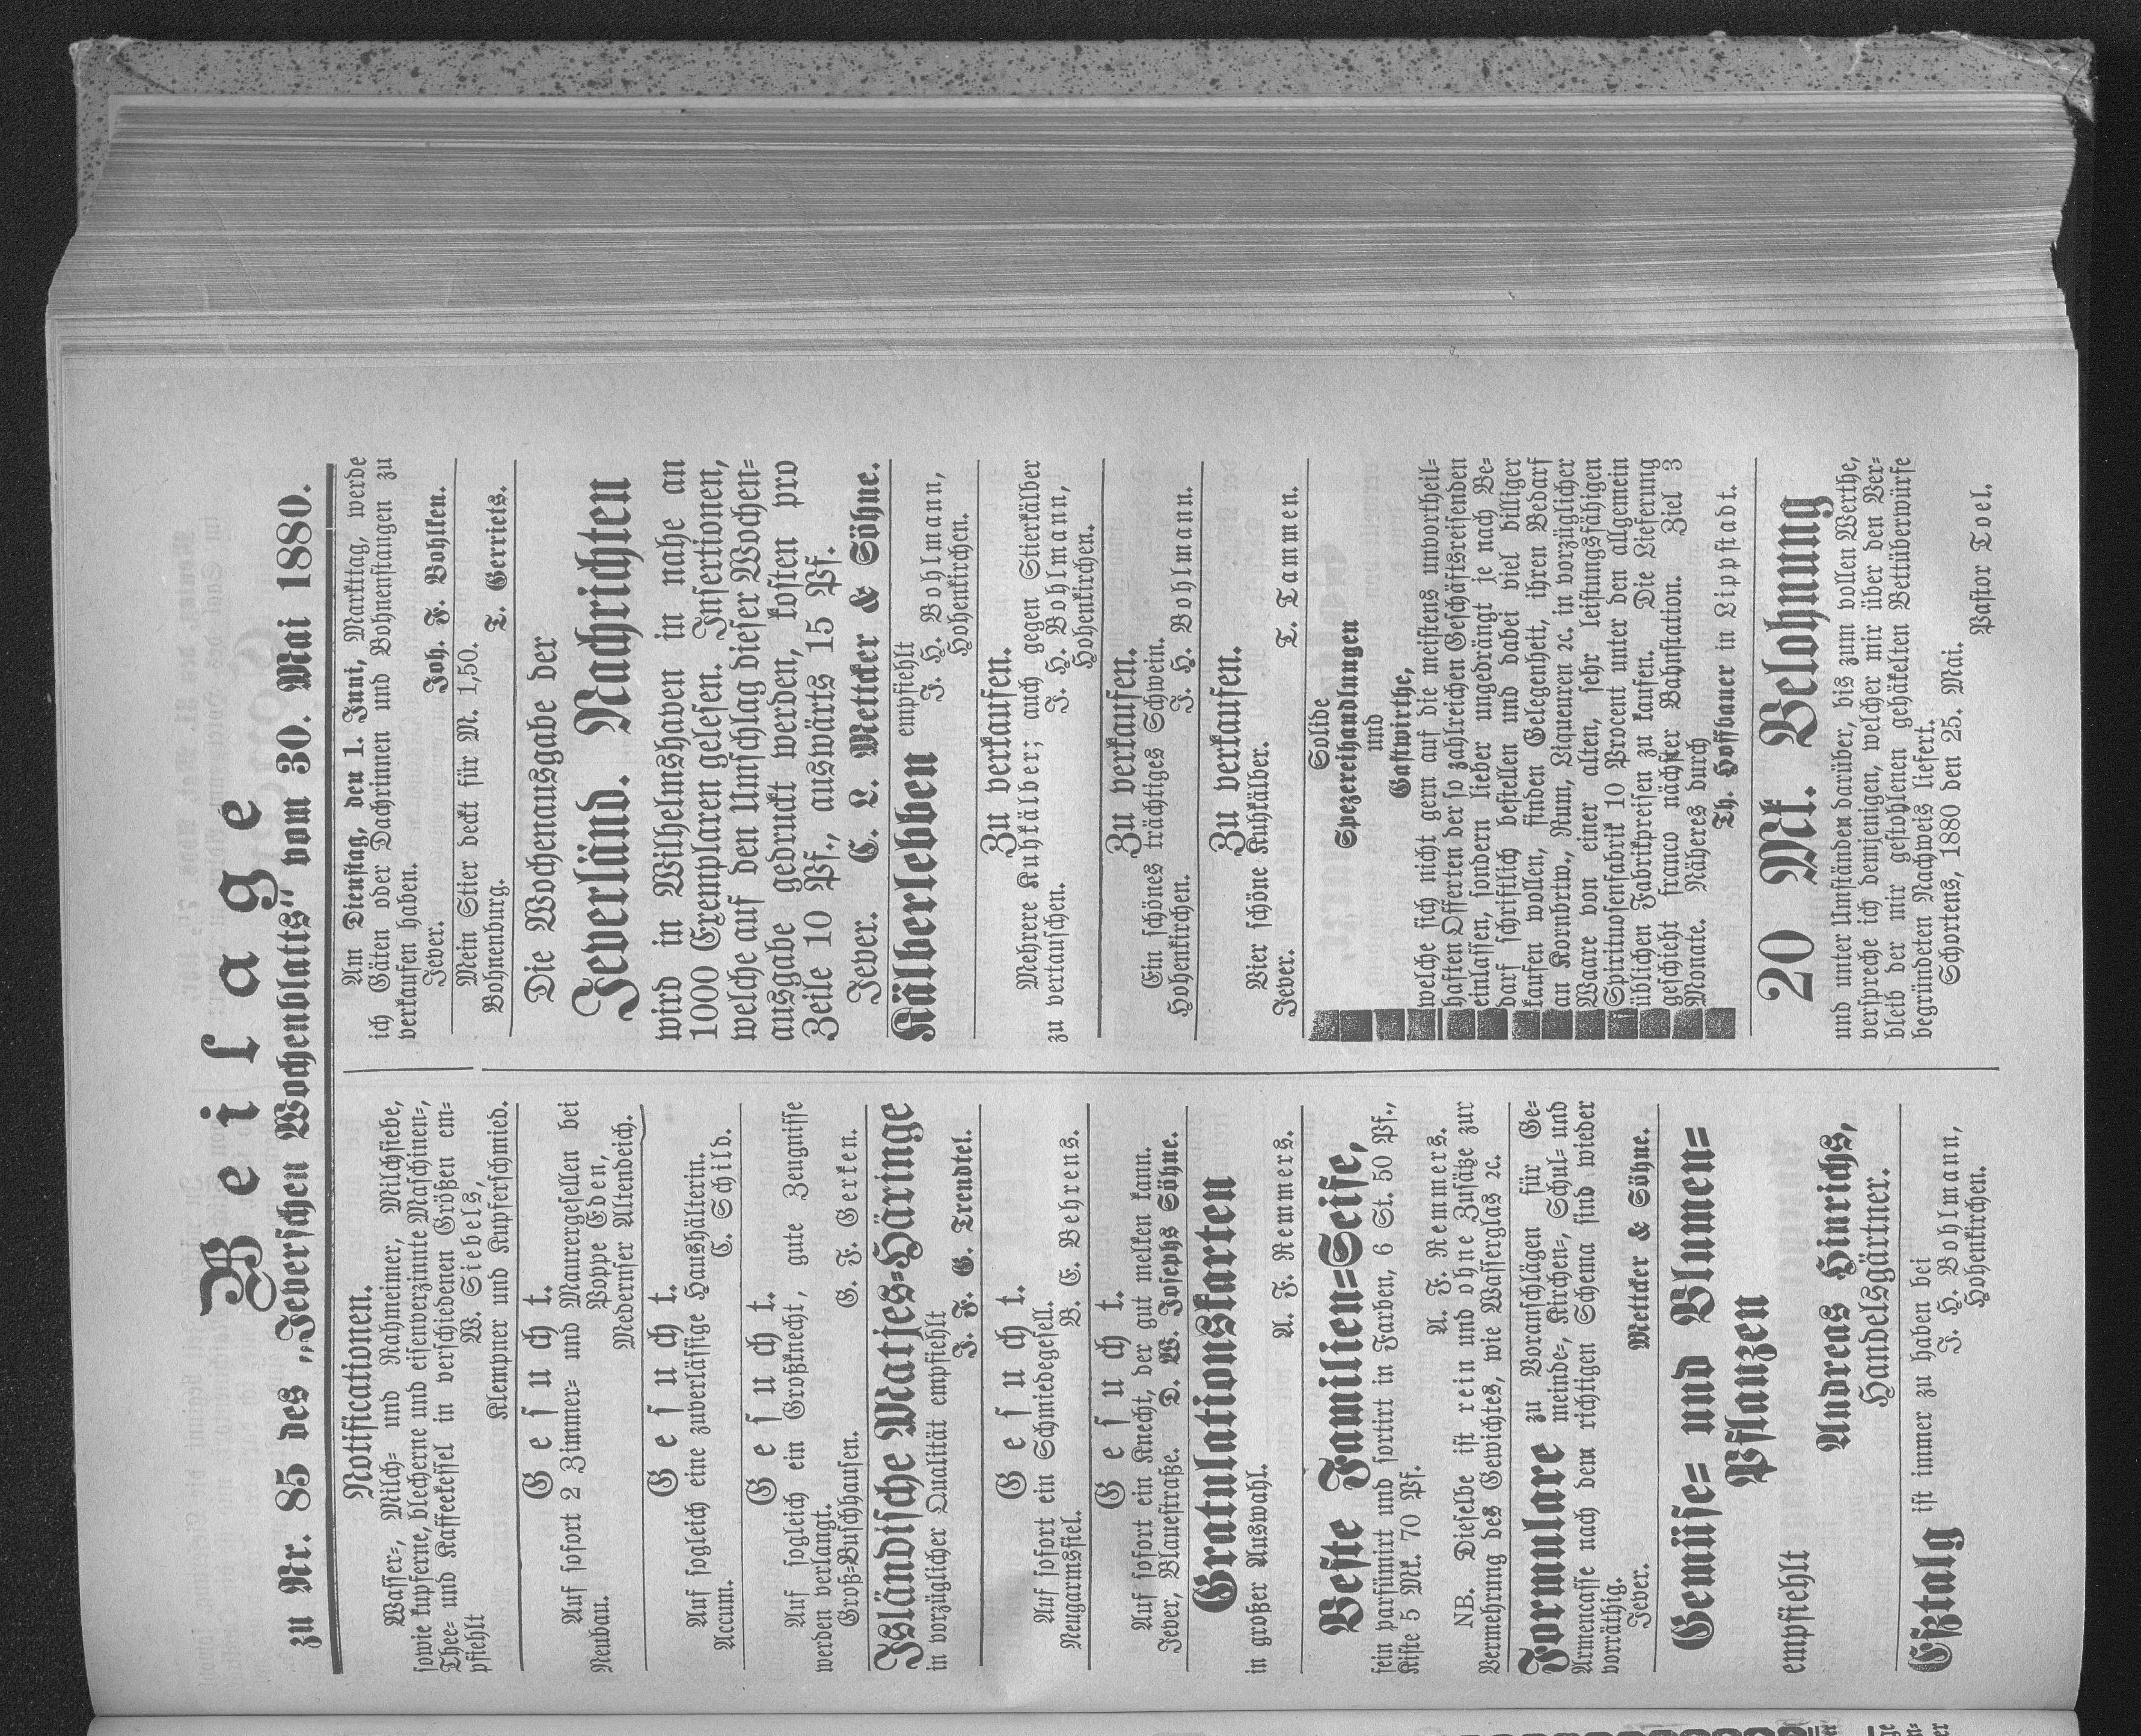 Beilage
zu Nr. 85 des „Jeverschen Wochenblatts" vom 30. Mai 1880.
Notificationen.
Wasser-, Milch- und Rahmeimer, Milchsiebe,
sowie kupferne, blecherne und eisenverzinnte Maschinen-,
Thee- und Kaffeekessel in verschiedenen Größen em-
pfiehlt W. Siebels,
Klempner und Kupferschmied.
Gesucht.
Auf sofort 2 Zimmer- und Maurergesellen bei
Neubau. Poppe Eden,
Mederns er Altendeich.
Gesucht.
Auf sogleich eine zuverlässige Haushälterin.
Accum. C. Schild.
Gesucht.
Auf sogleich ein Großknecht, gute Zeugnisse
werden verlangt.
Groß-Buschhausen. G. F. Gerken.
Isländische Matjes-Häringe
in vorzüglicher Qualität empfiehlt
J. F. G. Trendtel.
Gesucht.
Auf sofort ein Schmiedegesell.
Neugarmssiel. B. E. Behrens.
Gesucht.
Auf sofort ein Knecht, der gut melken kann.
Jever, Blauestraße. D. W. Josephs Söhne.
Gratulationskarten
in großer Auswahl. A. F. Remmers.
Beste Familien-Seife,
fein parfümirt und sortirt in Farben, 6 St. 50 Pf.,
Kiste 5 Mk. 70 Pf.
A. F. Remmers.
NB. Dieselbe ist rein und ohne Zusätze zur
Vermehrung des Gewichtes, wie Wasserglas 2c.
Formulare zu Voranschlägen für Ge-
meinde-, Kirchen-, Schul- und
Armencasse nach dem richtigen Schema sind wieder
vorräthig.
Jever. Mettcker & Söhne.
Gemüse- und Blumen-
Pflanzen
empfiehlt
Andreas Hinrichs,
Handelsgärtner.
Eßtalg ist immer zu haben bei
J. H. Bohlmann,
Hohenkirchen.
Am Dienstag, den 1. Juni, Markttag, werde
ich Gäten oder Dachrinnen und Bohnenstangen zu
verkaufen haben.
Jever. Joh. F. Bohlken.
Mein Stier deckt für M. 1,50.
Bohnenburg. T. Gerriets.
Die Wochenausgabe der
Jeverländ. Nachrichten
wird in Wilhelmshaven in nahe an
1000 Exemplaren gelesen. Insertionen,
welche auf den Umschlag dieser Wochen-
ausgabe gedruckt werden, kosten pro
Zeile 10 Pf., auswärts 15 Pf.
Jever. C. L. Mettcker & Söhne.
Kälberlebben empfiehlt
J. H. Bohlmann,
Hohenkirchen.
Zu verkaufen.
Mehrere Kuhkälber; auch gegen Stierkälber
zu vertauschen. J. H. Bohlmann,
Hohenkirchen.
Zu verkaufen.
Ein schönes trächtiges Schwein.
Hohenkirchen. J. H. Bohlmann.
Zu verkaufen.
Vier schöne Kuhkälber.
Jever. T. Tammen.
Solide
Spezereihandlungen
und
Gastwirthe,
welche sich nicht gern auf die meistens unvortheil-
haften Offerten der so zahlreichen Geschäftsreisenden
einlassen, sondern lieber ungedrängt je nach Be-
darf schriftlich bestellen und dabei viel billiger
kaufen wollen, finden Gelegenheit, ihren Bedarf
an Kornbrtw., Rum, Liqueuren 2c. in vorzüglicher
Waare von einer alten, sehr leistungsfähigen
Spirituosenfabrik 10 Procent unter den allgemein
üblichen Fabrikpreisen zu kaufen. Die Lieferung
geschieht franco nächster Bahnstation. Ziel 3
Monate. Näheres durch
Th. Hoffbauer in Lippstadt.
20 Mk. Belohnung
und unter Umständen darüber, bis zum vollen Werthe,
verspreche ich demjenigen, welcher mir über den Ver-
bleib der mir gestohlenen gehäkelten Bettüberwürfe
begründeten Nachweis liefert.
Schortens, 1880 den 25. Mai.
Pastor Toel.